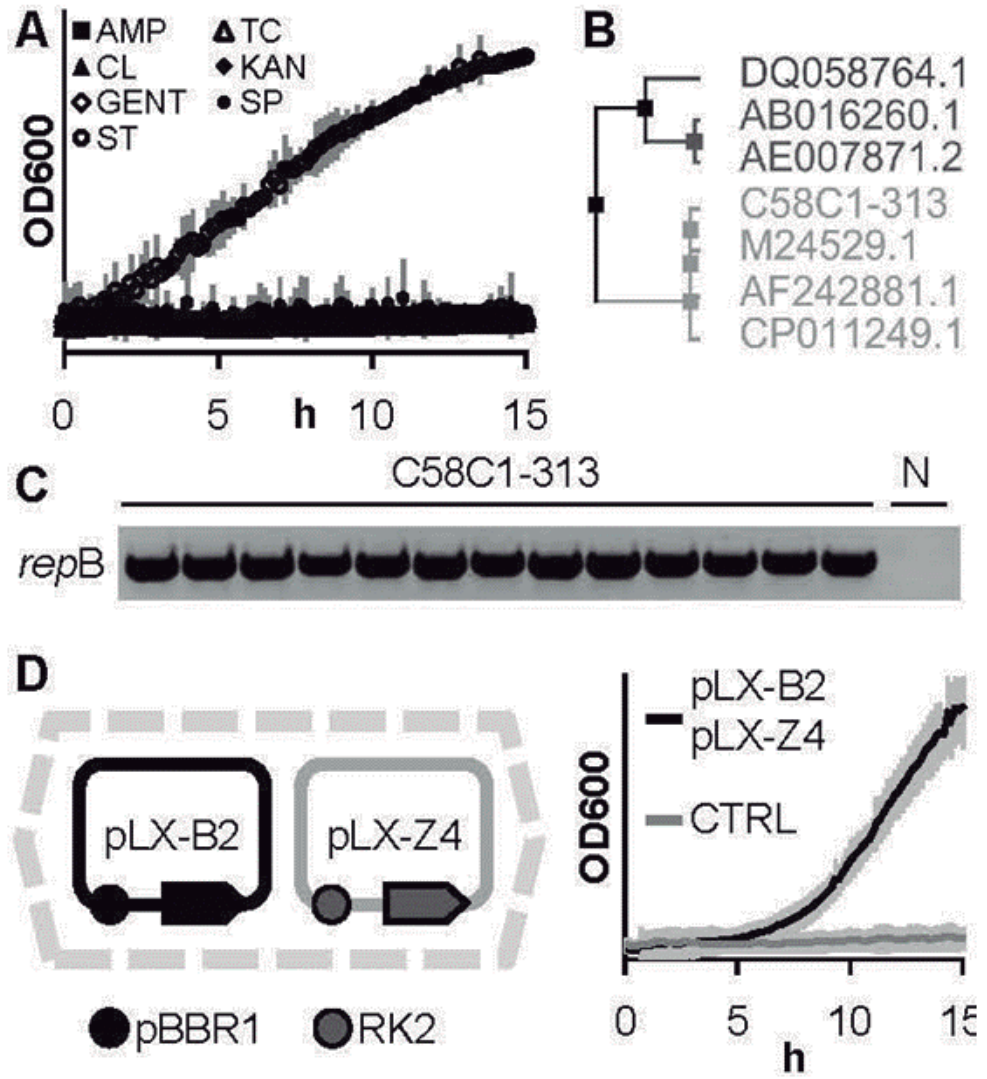 A
AMP
TC
CL
KAN
GENT
SP
ST
OD600
0
5
h
10
15
B
DQ058764.1
AB016260.1
AE007871.2
C58C1-313
M24529.1
AF242881.1
CP011249.1
C
C58C1-313
N
repB
D
pLX-B2
pLX-Z4
pBBR1
RK2
pLX-B2
pLX-Z4
CTRL
OD600
0
5
10
15
h